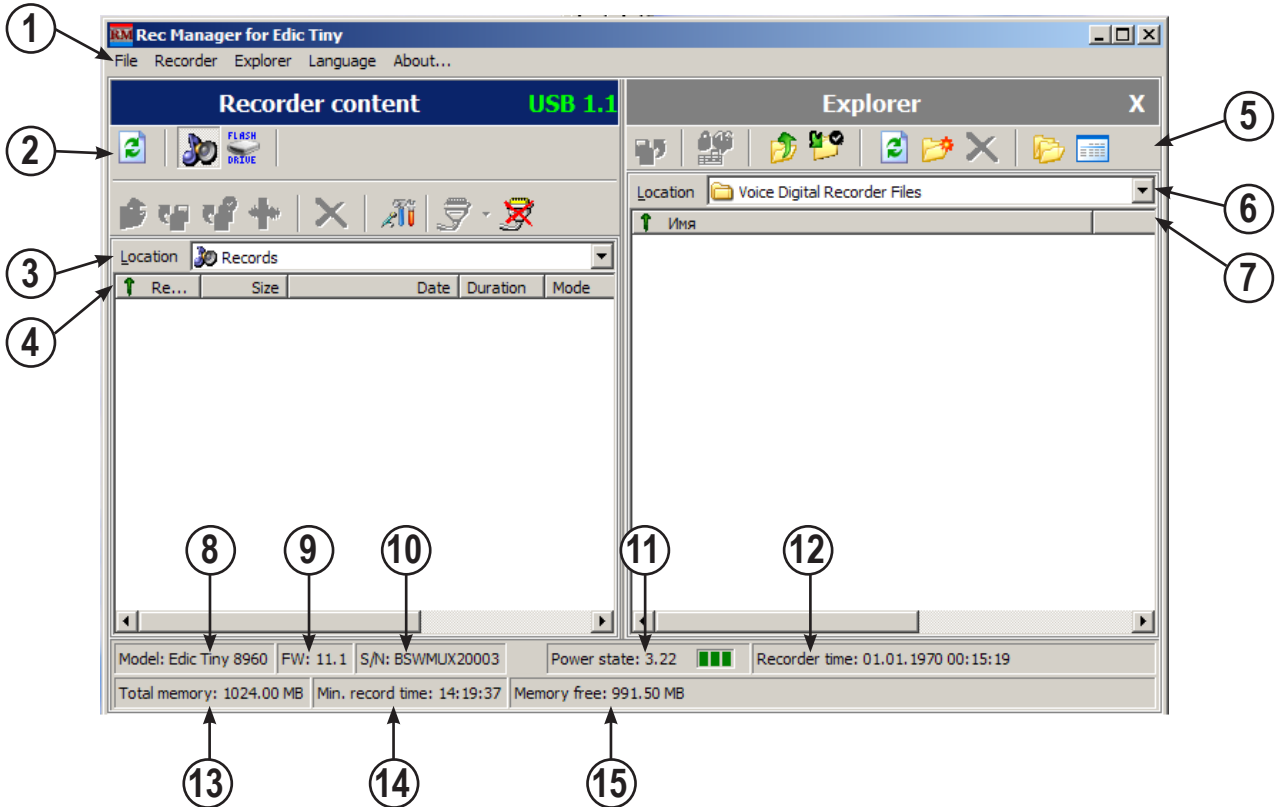 1
RM Rec Manager for Edic Tiny
File Recorder Explorer Language About...
Recorder content USB 1.1
Explorer X
2
FLASH
DRIVE
5
Location Voice Digital Recorder Files
6
Имя
7
3
Location Records
4
Re... Size Date Duration Mode
8 9 10 11 12
Model: Edic Tiny 8960 FW: 11.1 S/N: BSWMUX20003 Power state: 3.22 Recorder time: 01.01.1970 00:15:19
Total memory: 1024.00 MB Min. record time: 14:19:37 Memory free: 991.50 MB
13 14 15